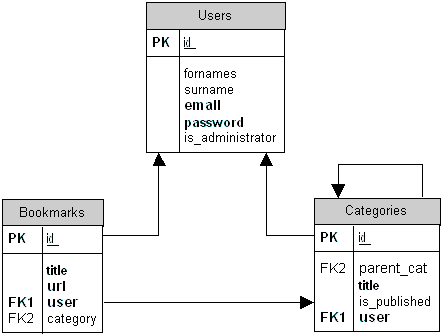 Users
PK id
fornames
surname
email
password
is_administrator
Bookmarks
PK id
title
url
FK1 user
FK2 category
Categories
PK id
FK2 parent_cat
title
is_published
FK1 user